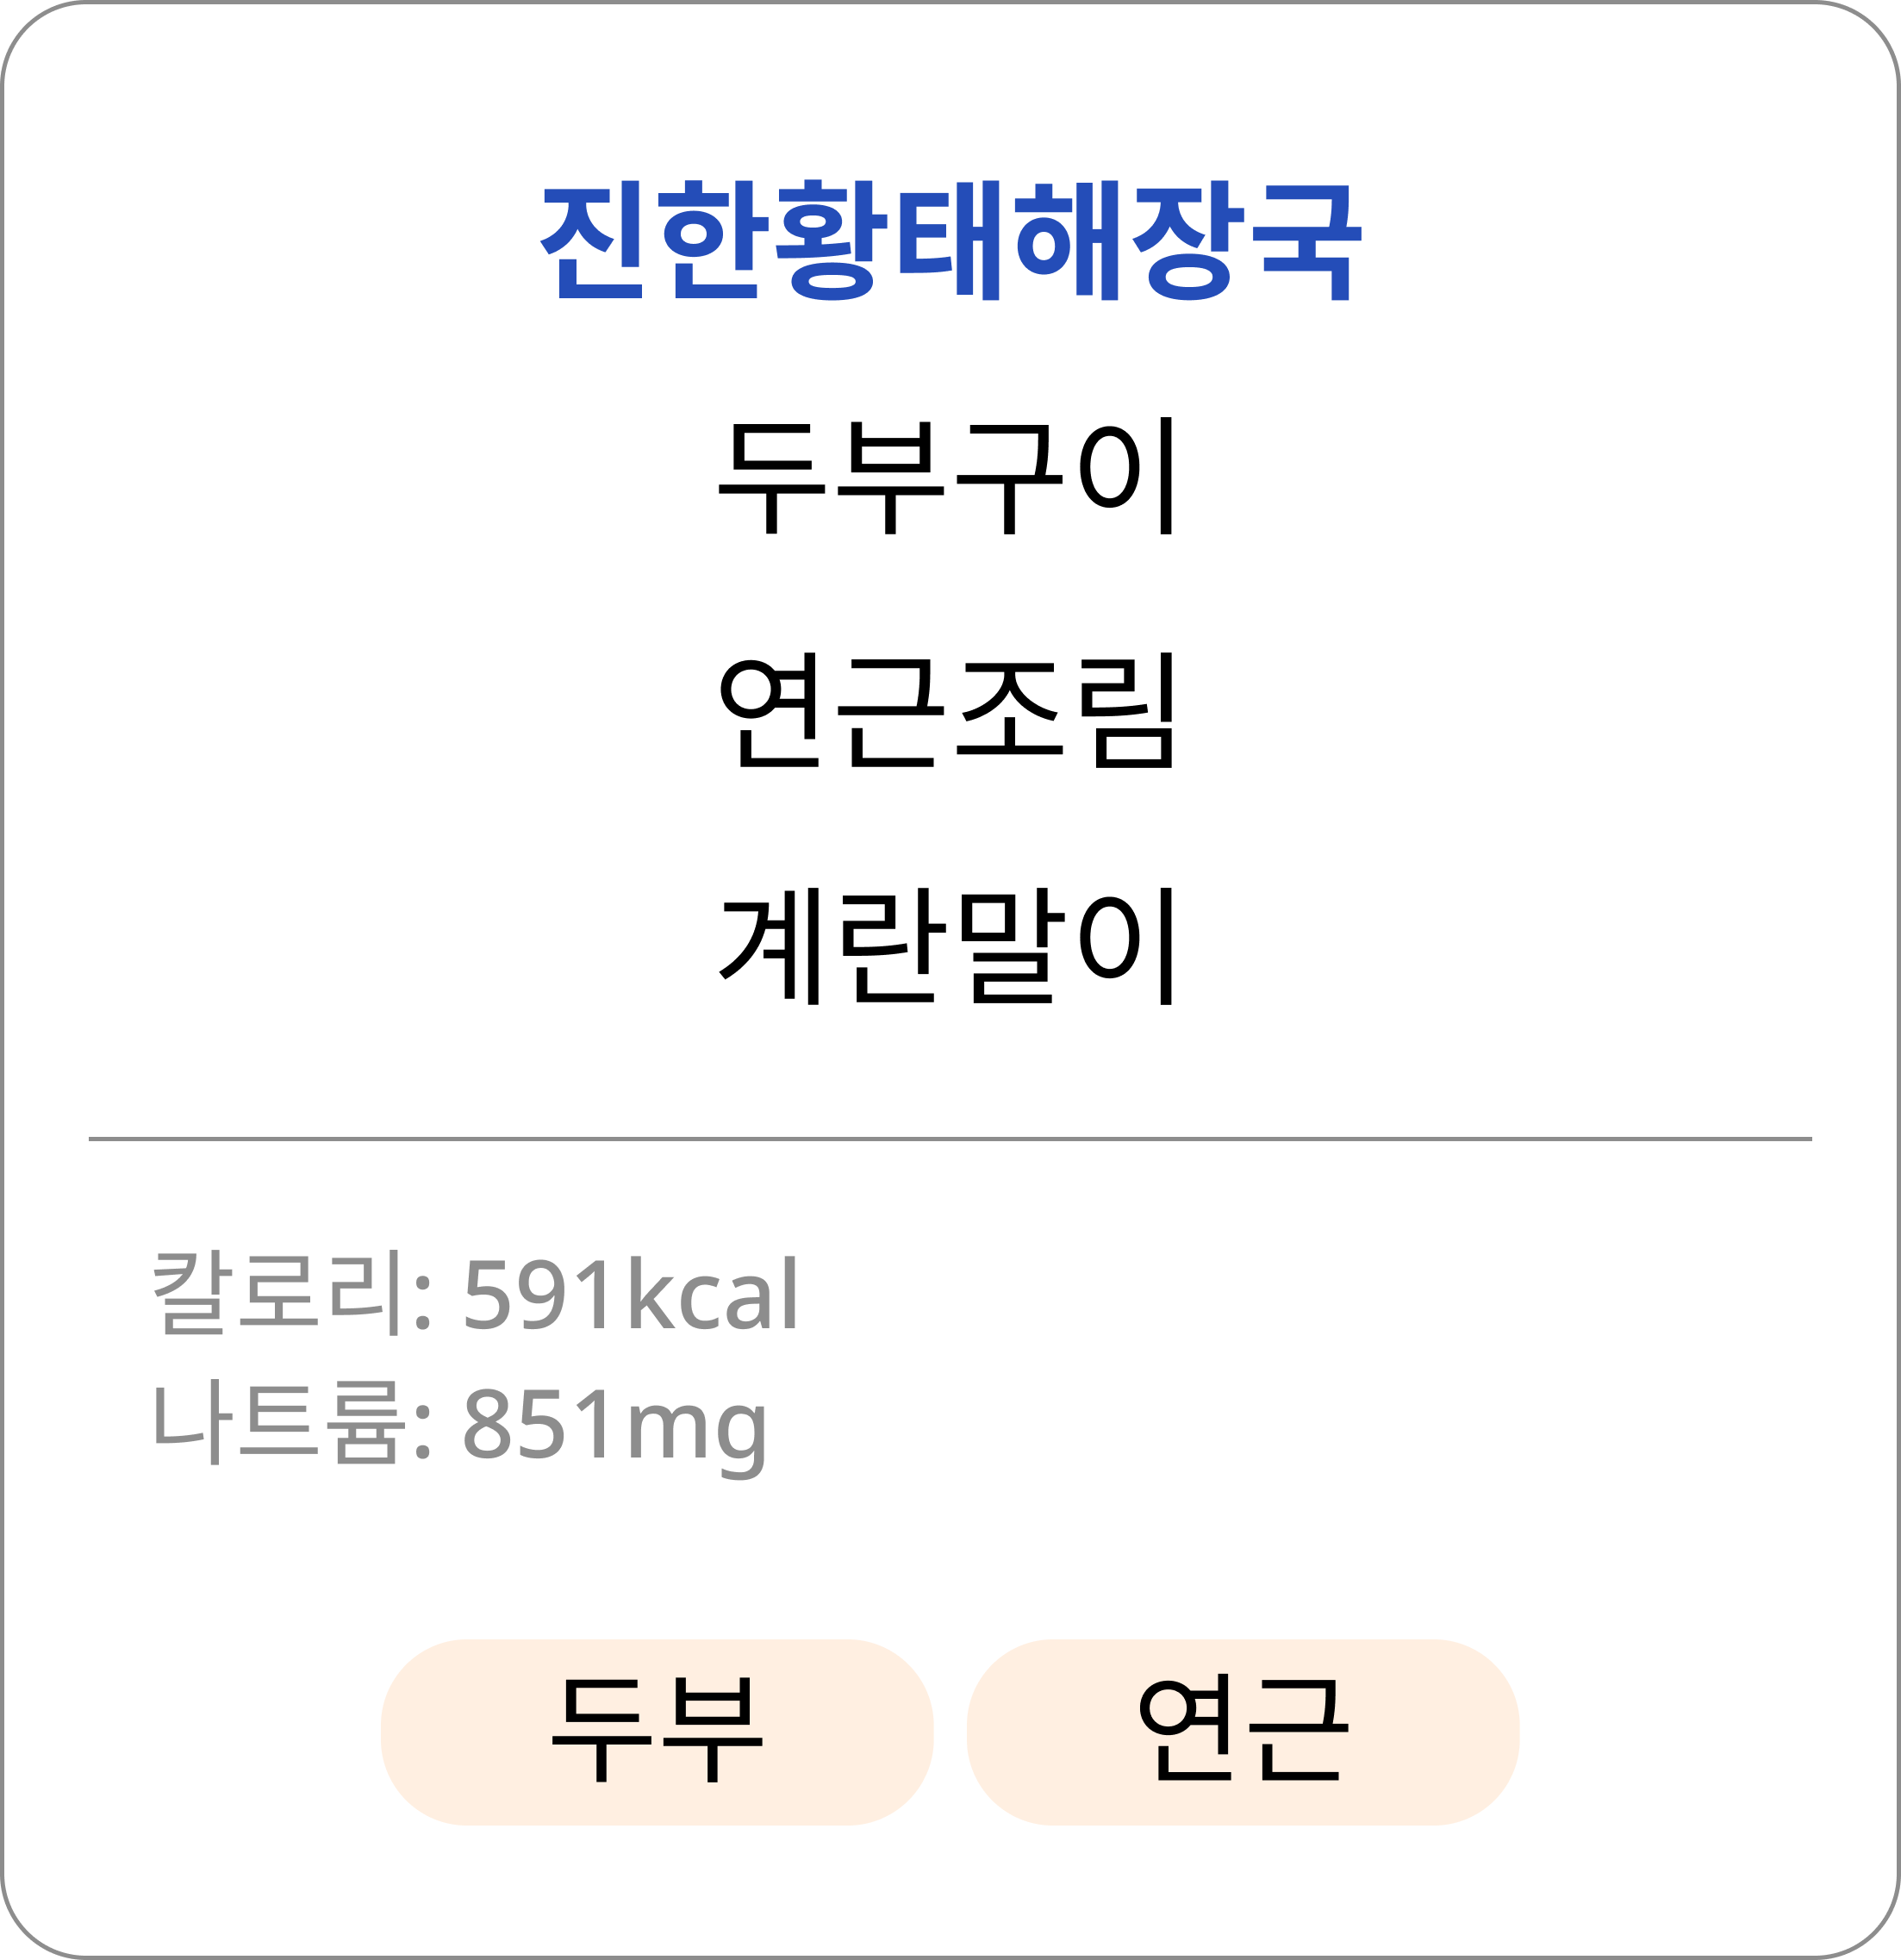 진한황태해장국
두부구이
연근조림
계란말이
칼로리: 591kcal
나트륨: 851mg
두부 연근